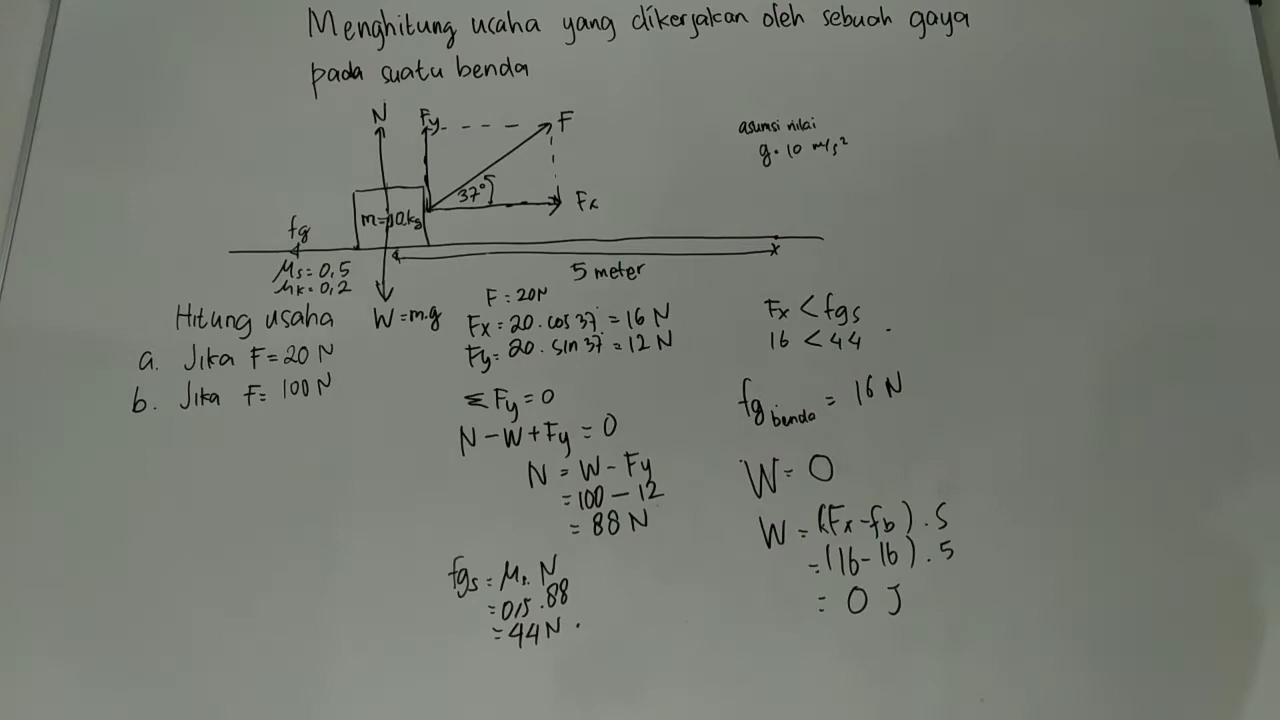 Menghitung usaha yang dikerjakan oleh sebuah gaya
pada suatu benda
N
Fy
F
asumsi nilai
g = 10 m/s²
37°
Fx
m=10kg
fg
5 meter
μs = 0,5
μk = 0,2
W = m.g
Hitung usaha
a. Jika F = 20 N
b. Jika F = 100 N
F = 20N
Fx = 20 . cos 37 = 16 N
Fy = 20 . sin 37 = 12 N
ΣFy = 0
N - W + Fy = 0
N = W - Fy
= 100 - 12
= 88 N
fgs = μs. N
= 0,5 . 88
= 44 N .
Fx < fgs
16 < 44
fg benda = 16 N
W = 0
W = (Fx - fb) . S
= (16 - 16) . 5
= 0 J